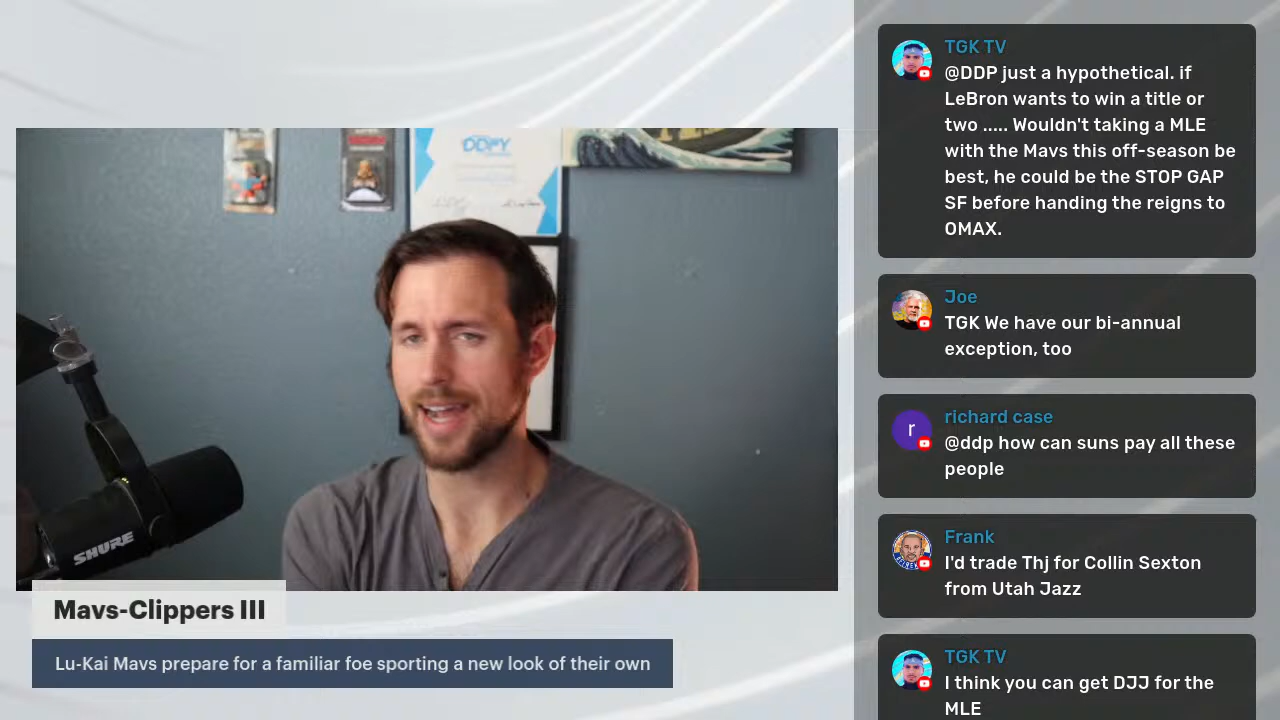 TGK TV
@DDP just a hypothetical. if
LeBron wants to win a title or
two ..... Wouldn't taking a MLE
with the Mavs this off-season be
best, he could be the STOP GAP
SF before handing the reigns to
OMAX.
Joe
TGK We have our bi-annual
exception, too
r
richard case
@ddp how can suns pay all these
people
Frank
I'd trade Thj for Collin Sexton
from Utah Jazz
TGK TV
I think you can get DJJ for the
MLE
DDPY
SHURE
Mavs-Clippers III
Lu-Kai Mavs prepare for a familiar foe sporting a new look of their own